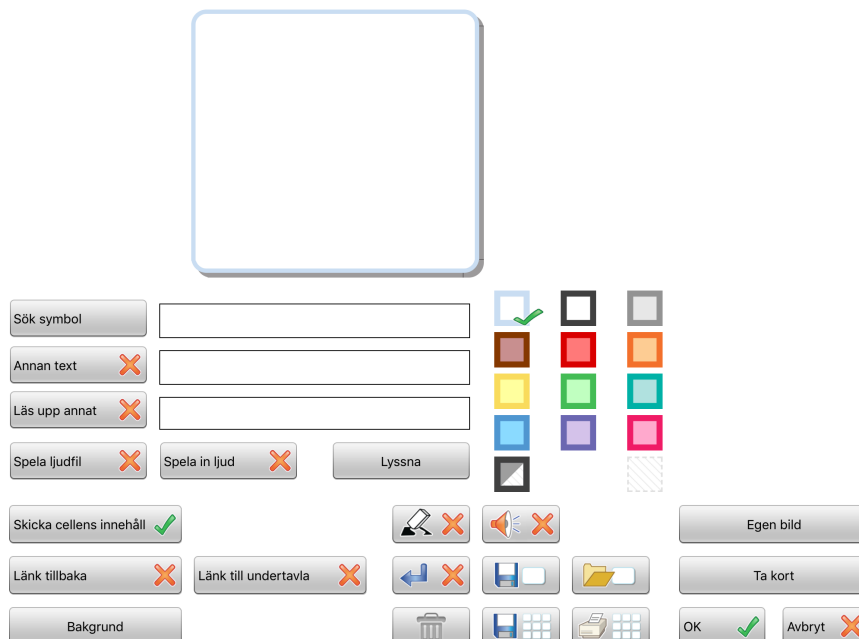 Sök symbol
Annan text
Läs upp annat
Spela ljudfil
Spela in ljud
Lyssna
Skicka cellens innehåll
Egen bild
Länk tillbaka
Länk till undertavla
Ta kort
Bakgrund
OK
Avbryt